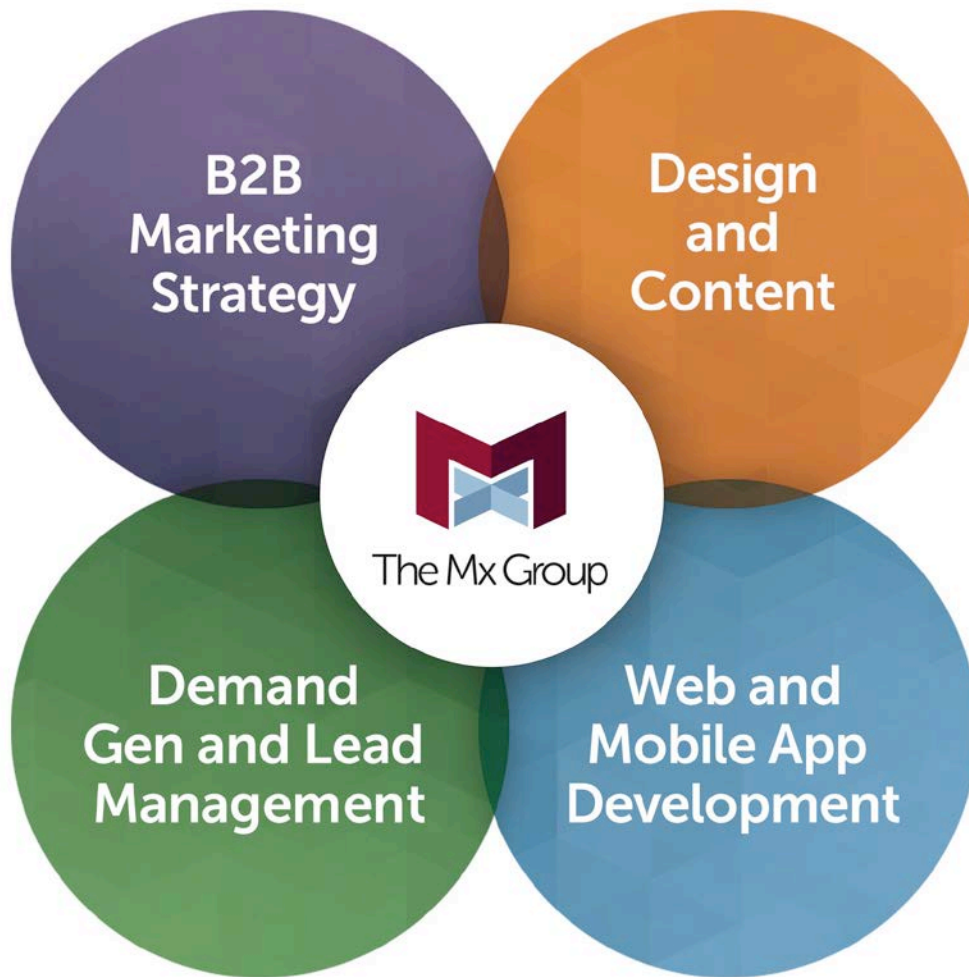 B2B
Marketing
Strategy
Design
and
Content
The Mx Group
Demand
Gen and Lead
Management
Web and
Mobile App
Development